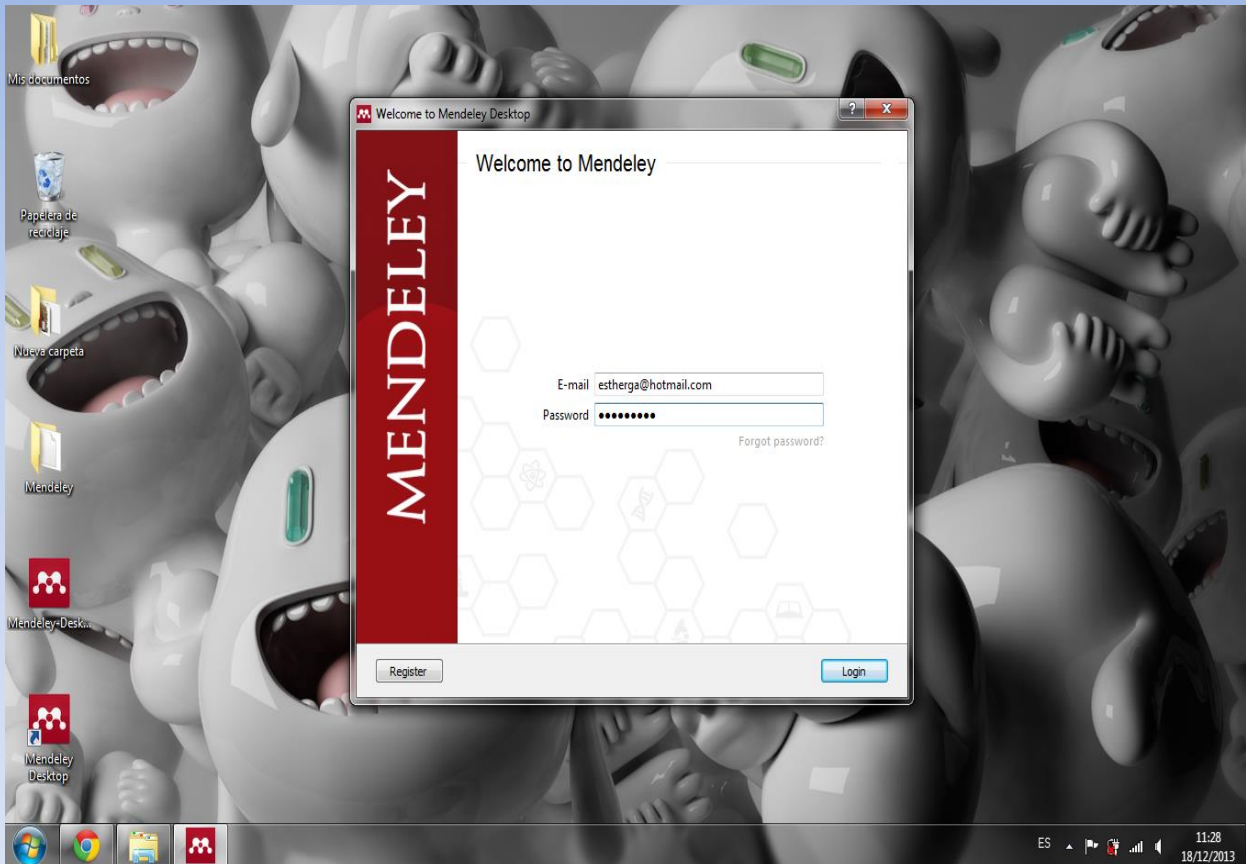 Mis documentos
Papelera de
reciclaje
Nueva carpeta
Mendeley
Mendeley-Desk...
Mendeley
Desktop
Welcome to Mendeley Desktop
MENDELEY
Welcome to Mendeley
E-mail estherga@hotmail.com
Password •••••••••
Forgot password?
Register
Login
ES
11:28
18/12/2013